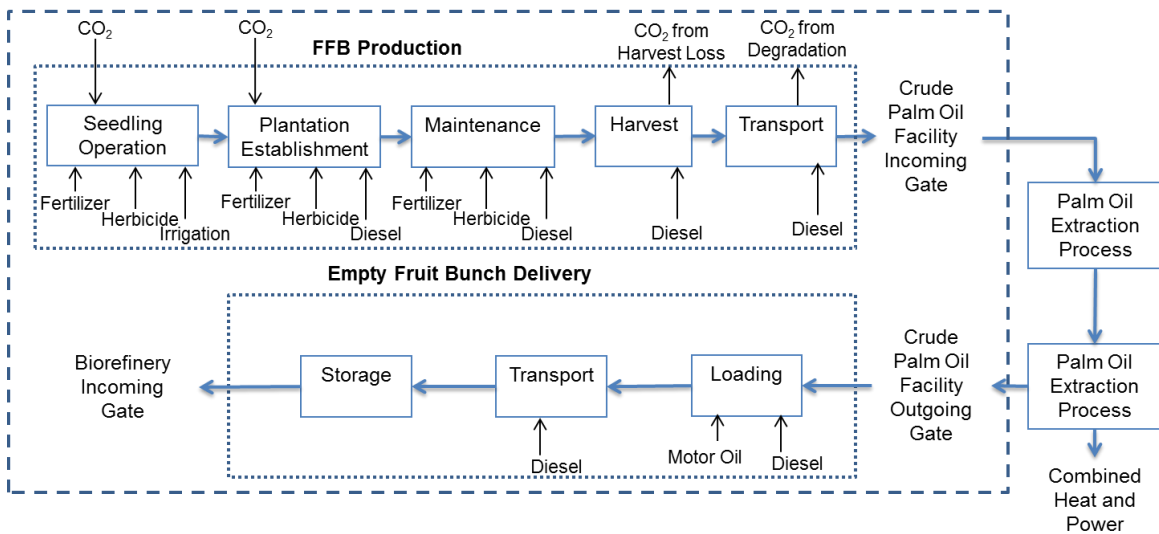 CO2
CO2
FFB Production
CO2 from
Harvest Loss
CO2 from
Degradation
Seedling
Operation
Plantation
Establishment
Maintenance
Harvest
Transport
Crude
Palm Oil
Facility
Incoming
Gate
Fertilizer
Herbicide
Irrigation
Fertilizer
Herbicide
Diesel
Fertilizer
Herbicide
Diesel
Diesel
Diesel
Palm Oil
Extraction
Process
Empty Fruit Bunch Delivery
Biorefinery
Incoming
Gate
Storage
Transport
Loading
Crude
Palm Oil
Facility
Outgoing
Gate
Palm Oil
Extraction
Process
Diesel
Motor Oil
Diesel
Combined
Heat and
Power